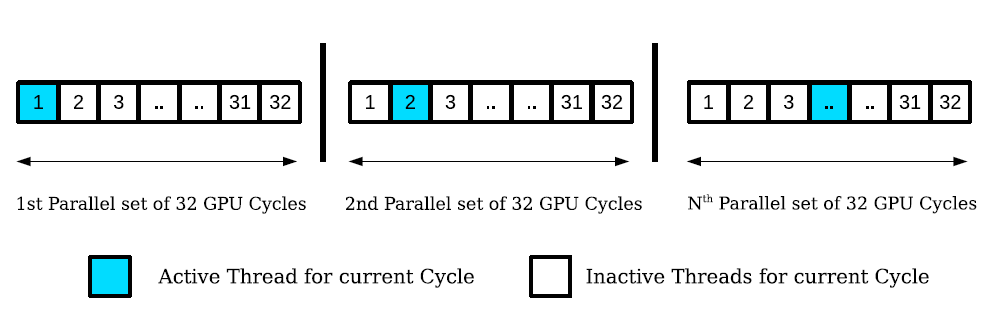 1 2 3 .. .. 31 32
1 2 3 .. .. 31 32
1 2 3 .. .. 31 32
1st Parallel set of 32 GPU Cycles
2nd Parallel set of 32 GPU Cycles
Nth Parallel set of 32 GPU Cycles
Active Thread for current Cycle
Inactive Threads for current Cycle